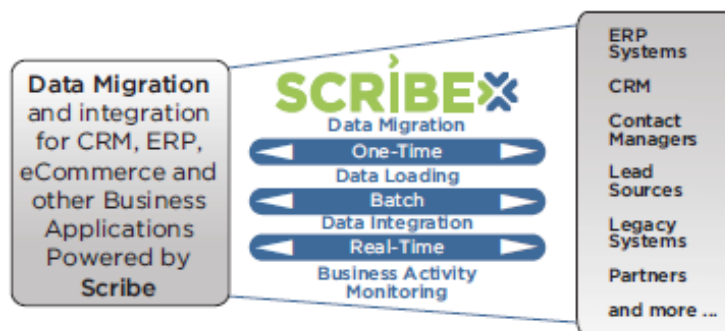 Data Migration
and integration
for CRM, ERP,
eCommerce and
other Business
Applications
Powered by
Scribe
SCRIBE
Data Migration
One-Time
Data Loading
Batch
Data Integration
Real-Time
Business Activity
Monitoring
ERP
Systems
CRM
Contact
Managers
Lead
Sources
Legacy
Systems
Partners
and more ...